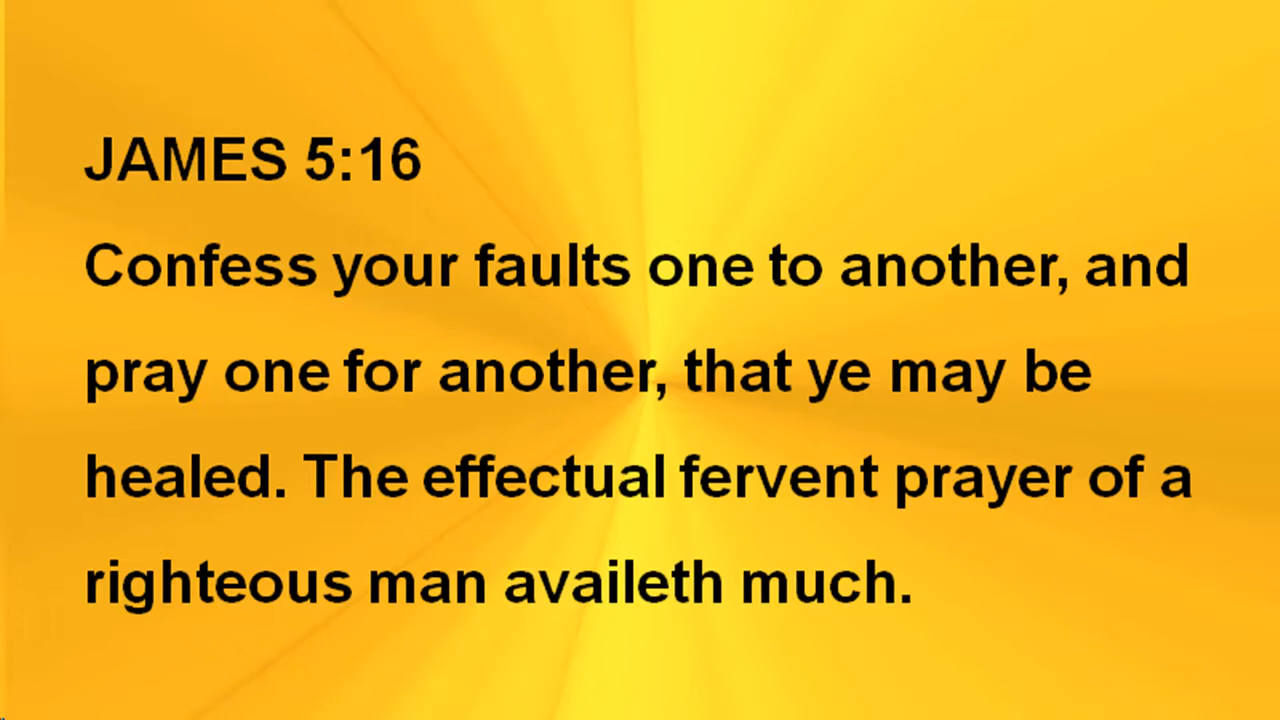 JAMES 5:16
Confess your faults one to another, and
pray one for another, that ye may be
healed. The effectual fervent prayer of a
righteous man availeth much.